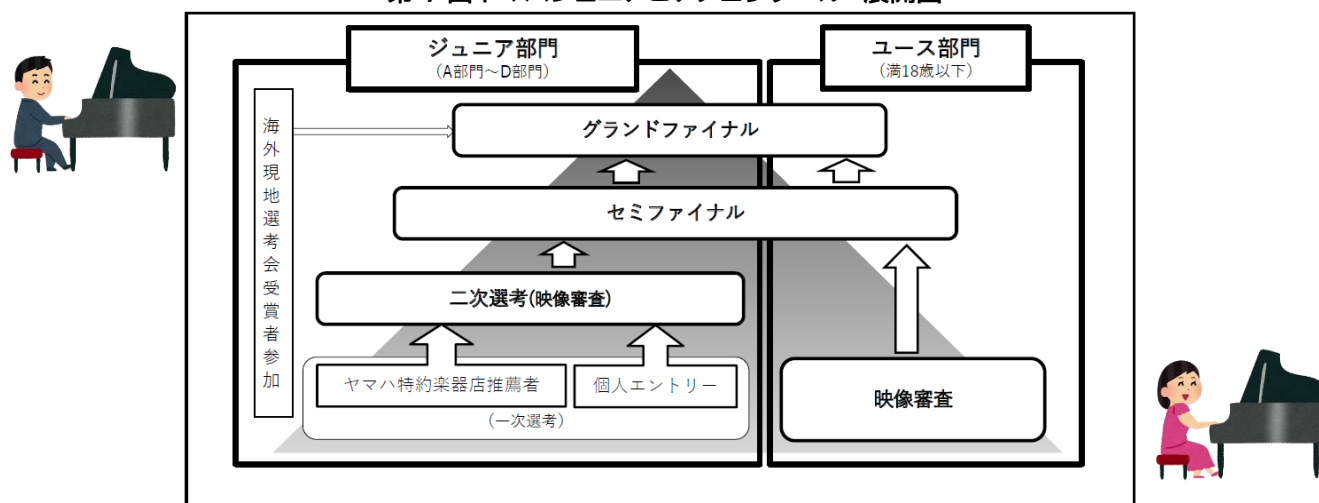 ジュニア部門
(A部門～D部門)
ユース部門
(満18歳以下)
海外現地選考会受賞者参加
グランドファイナル
セミファイナル
二次選考(映像審査)
ヤマハ特約楽器店推薦者
個人エントリー
(一次選考)
映像審査